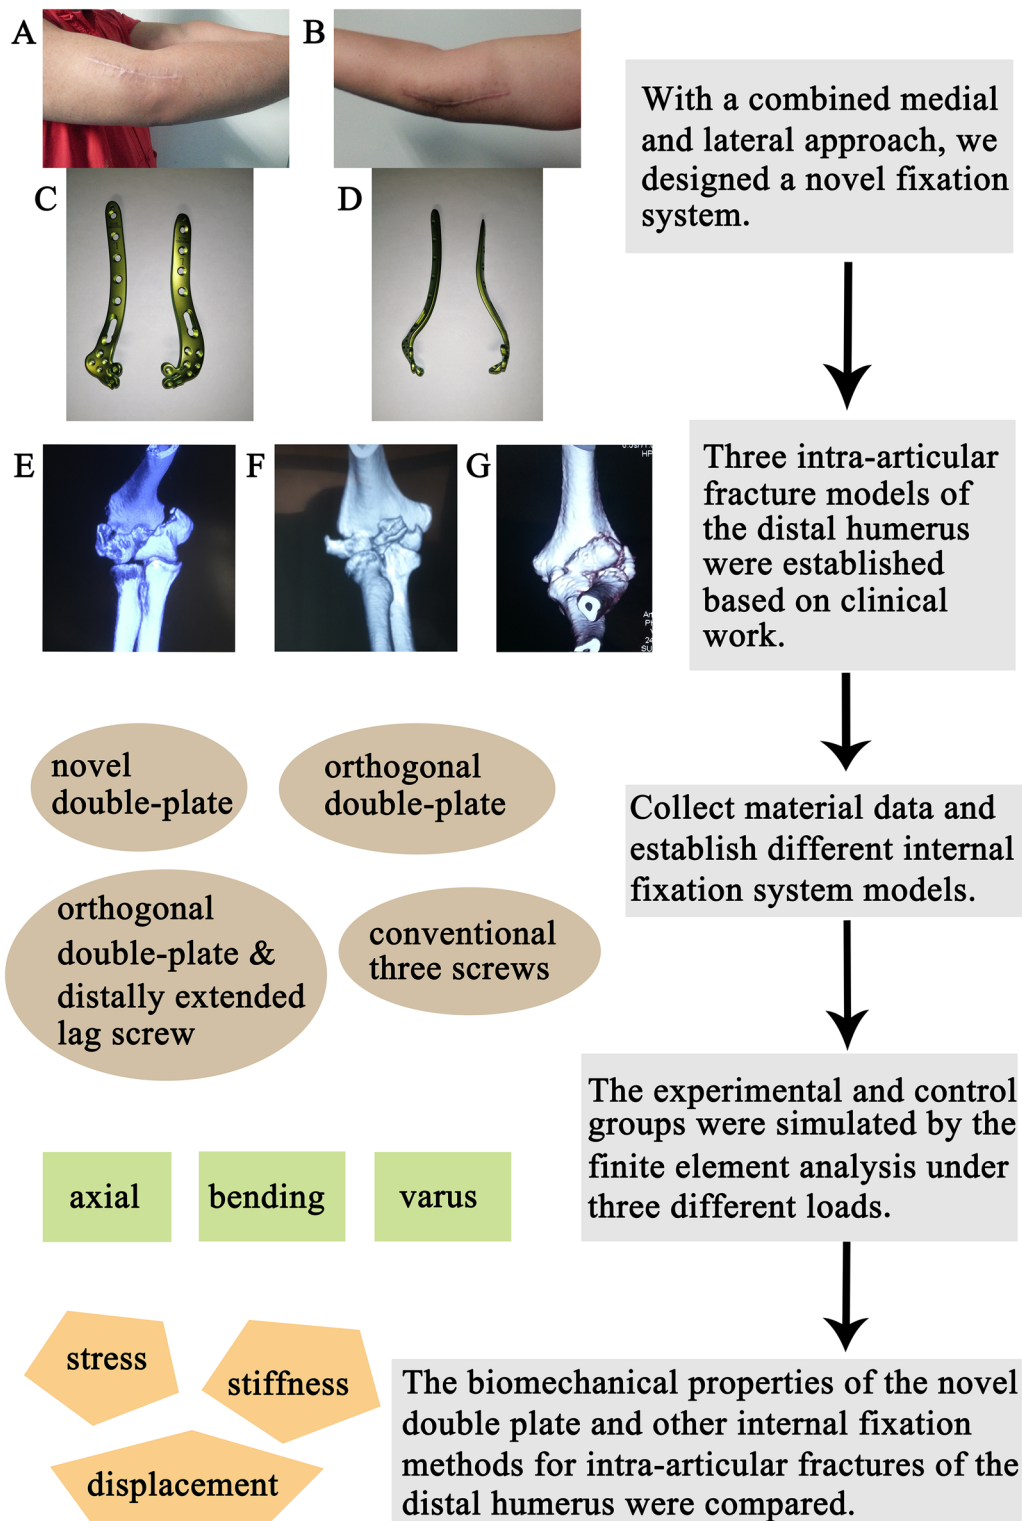 A
B
With a combined medial
and lateral approach, we
designed a novel fixation
system.
C
D
E
F
G
HP
An
SU
Three intra-articular
fracture models of
the distal humerus
were established
based on clinical
work.
novel
double-plate
orthogonal
double-plate
Collect material data and
establish different internal
fixation system models.
orthogonal
double-plate &
distally extended
lag screw
conventional
three screws
The experimental and control
groups were simulated by the
finite element analysis under
three different loads.
axial
bending
varus
stress
stiffness
displacement
The biomechanical properties of the novel
double plate and other internal fixation
methods for intra-articular fractures of the
distal humerus were compared.